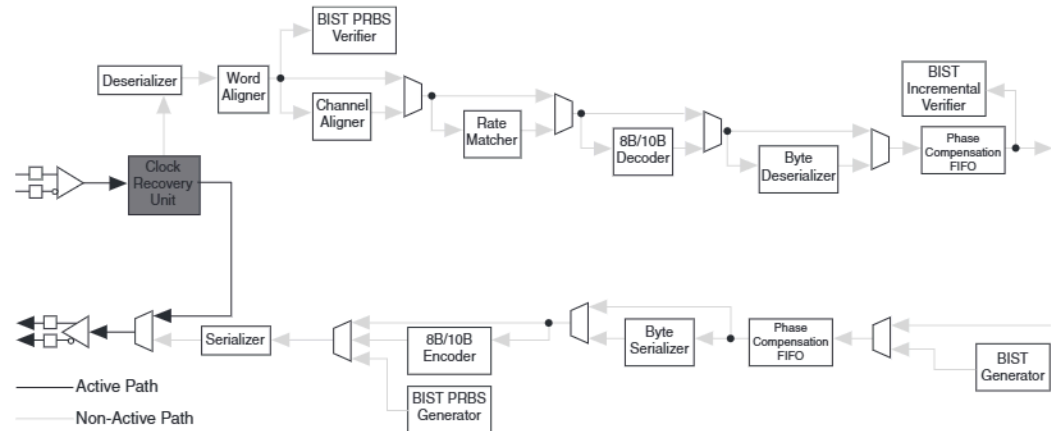 BIST PRBS
Verifier
Deserializer
Word
Aligner
Channel
Aligner
Rate
Matcher
8B/10B
Decoder
Byte
Deserializer
BIST
Incremental
Verifier
Phase
Compensation
FIFO
Clock
Recovery
Unit
Serializer
8B/10B
Encoder
BIST PRBS
Generator
Byte
Serializer
Phase
Compensation
FIFO
BIST
Generator
Active Path
Non-Active Path